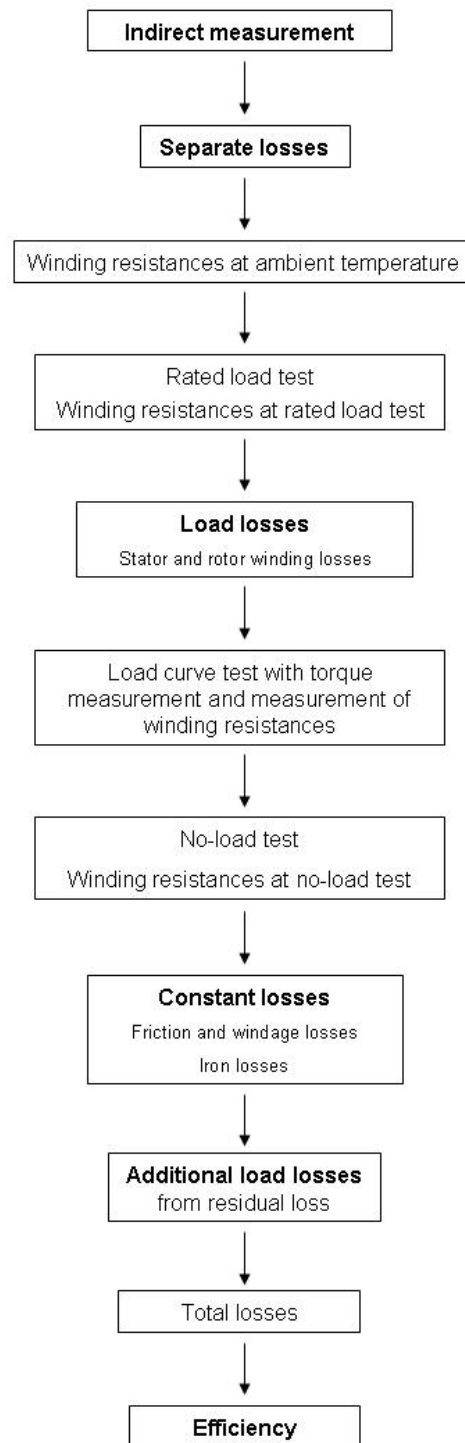 Indirect measurement
Separate losses
Winding resistances at ambient temperature
Rated load test
Winding resistances at rated load test
Load losses
Stator and rotor winding losses
Load curve test with torque
measurement and measurement of
winding resistances
No-load test
Winding resistances at no-load test
Constant losses
Friction and windage losses
Iron losses
Additional load losses
from residual loss
Total losses
Efficiency